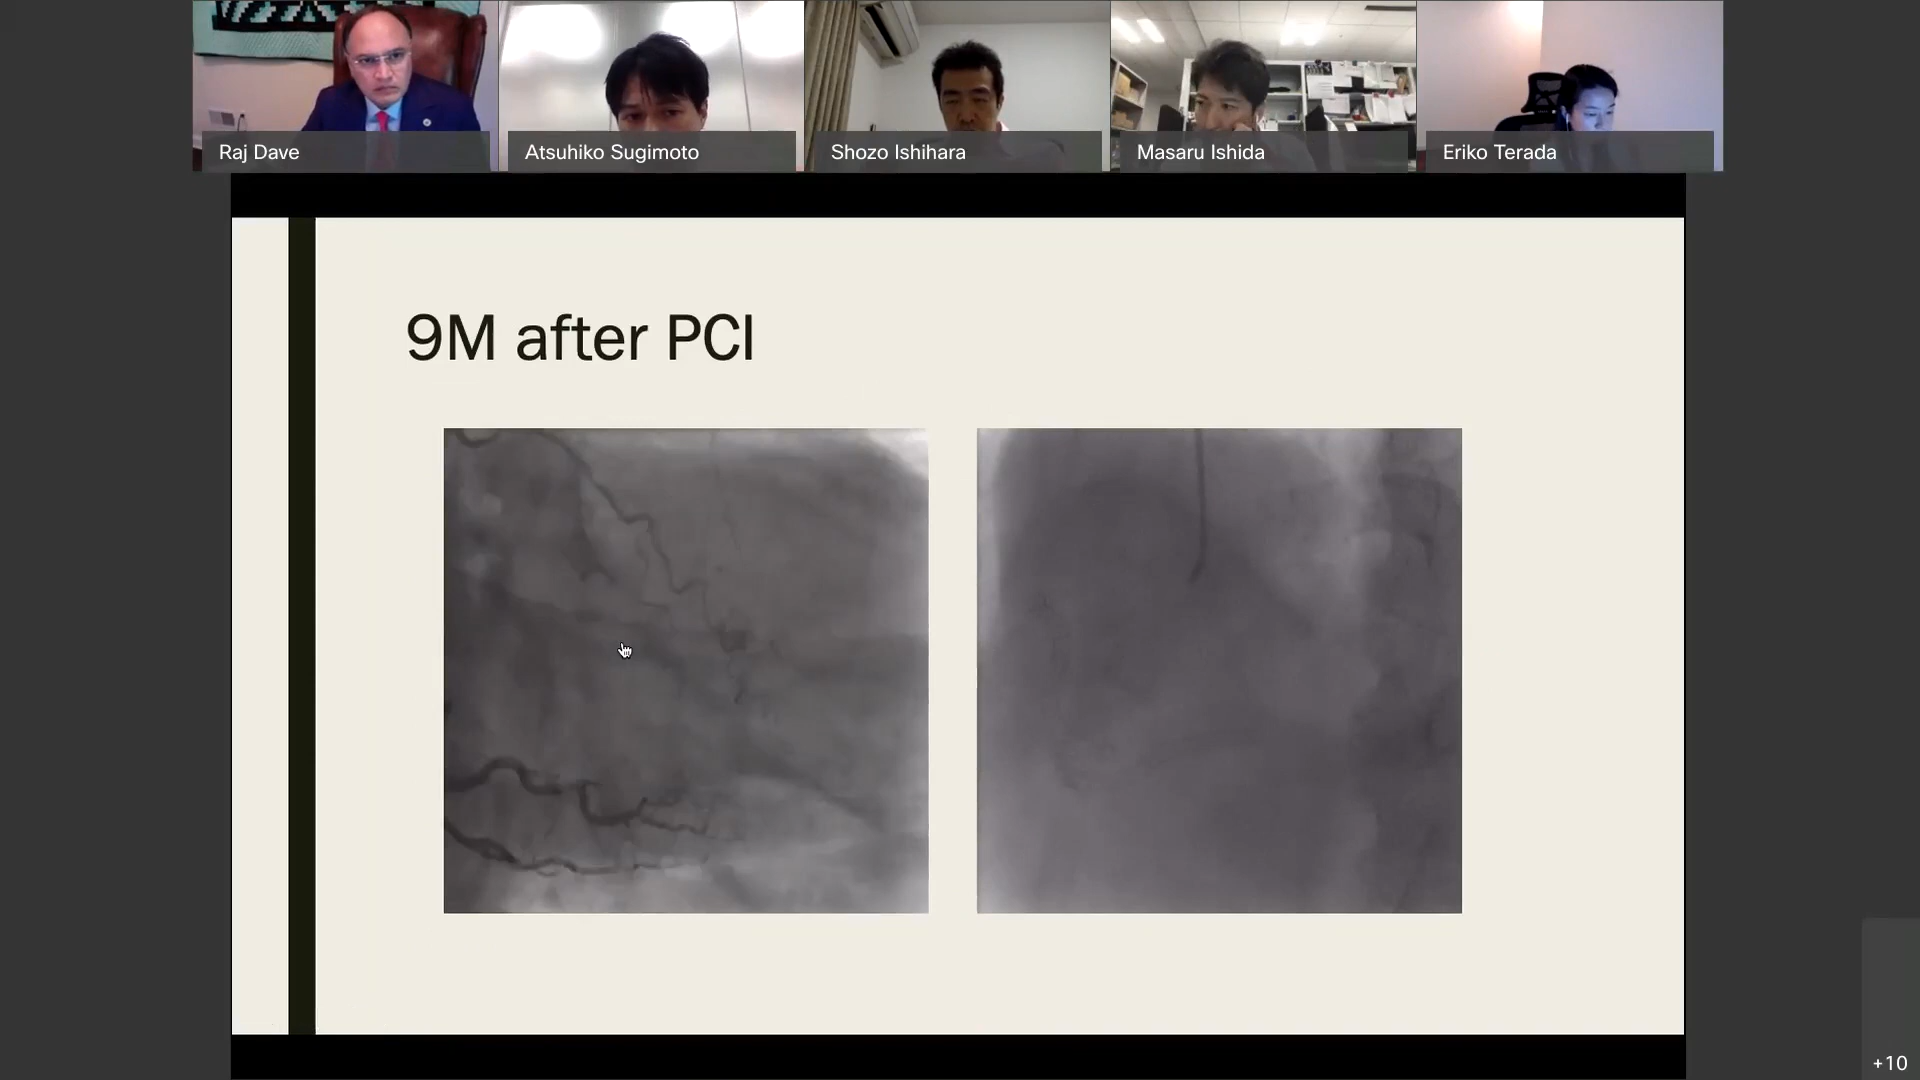 Raj Dave
Atsuhiko Sugimoto
Shozo Ishihara
Masaru Ishida
Eriko Terada
9M after PCI
+10